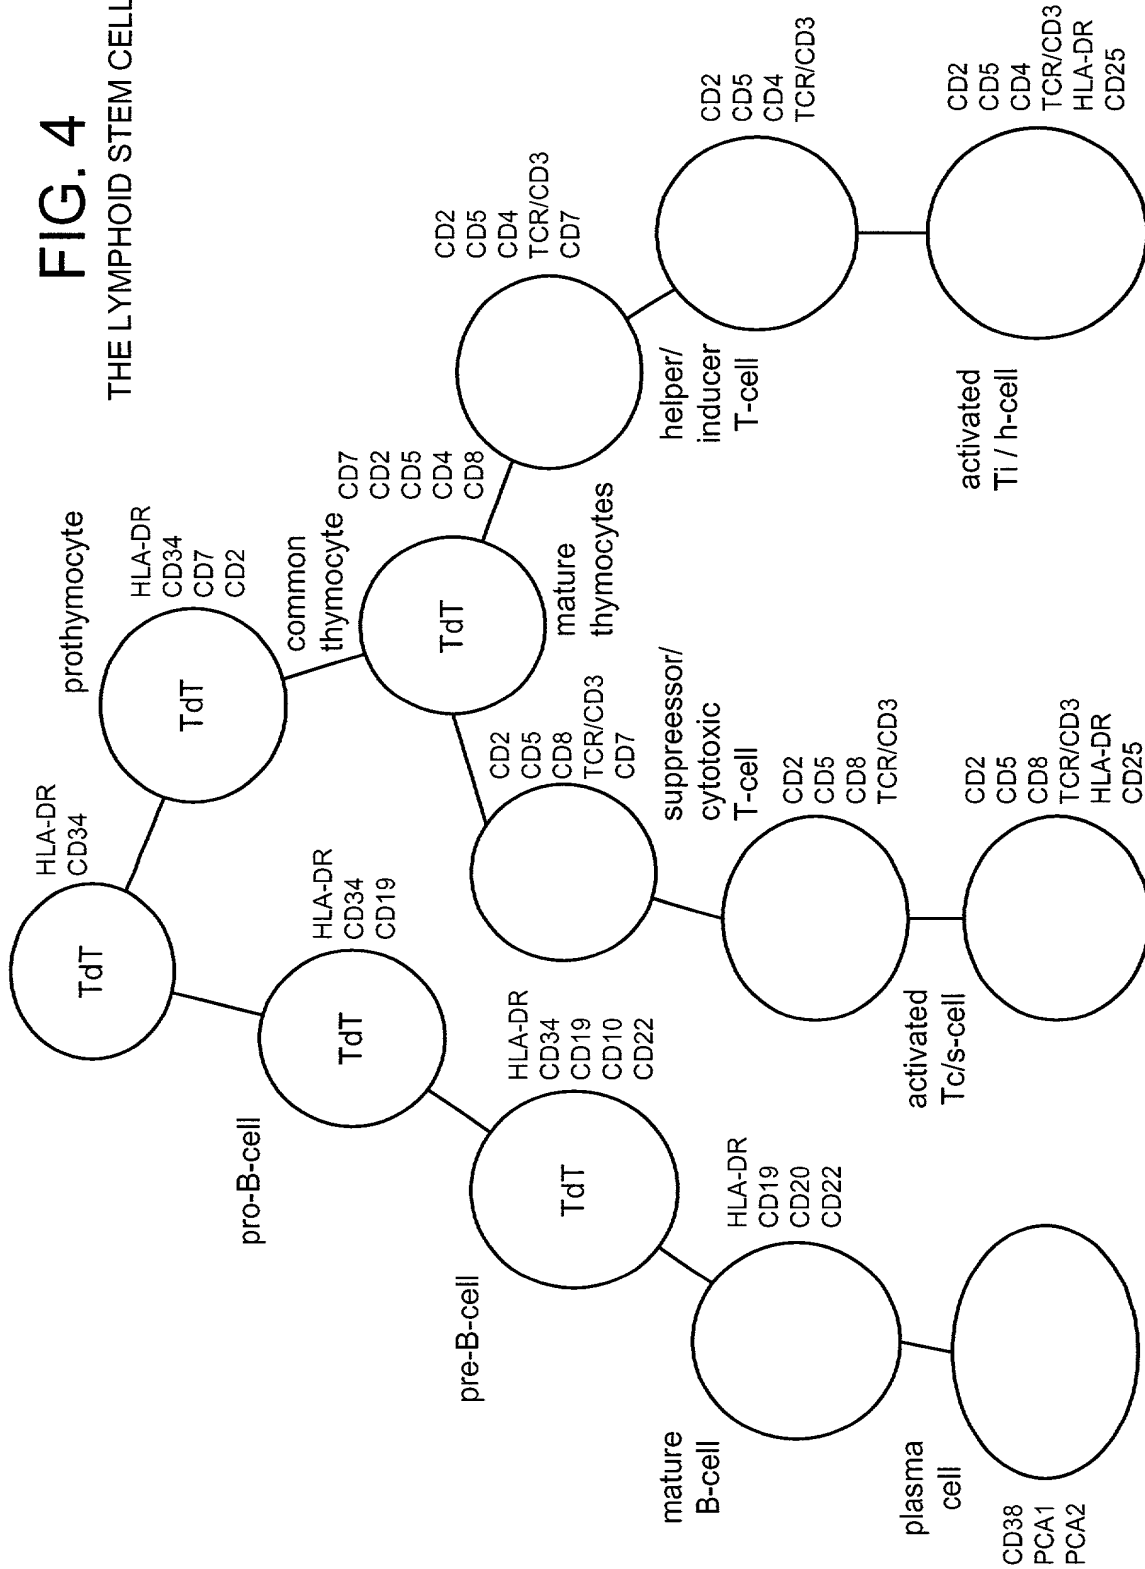 FIG. 4
THE LYMPHOID STEM CELL
HLA-DR
CD34
TdT
prothymocyte
HLA-DR
CD34
CD7
CD2
TdT
pro-B-cell
HLA-DR
CD34
CD19
TdT
common
thymocyte
CD7
CD2
CD5
CD4
CD8
TdT
mature
thymocytes
CD2
CD5
CD4
TCR/CD3
CD7
CD2
CD5
CD8
TCR/CD3
CD7
pre-B-cell
HLA-DR
CD34
CD19
CD10
CD22
TdT
helper/
inducer
T-cell
CD2
CD5
CD4
TCR/CD3
suppreessor/
cytotoxic
T-cell
CD2
CD5
CD8
TCR/CD3
mature
B-cell
HLA-DR
CD19
CD20
CD22
activated
Ti / h-cell
CD2
CD5
CD4
TCR/CD3
HLA-DR
CD25
activated
Tc/s-cell
CD2
CD5
CD8
TCR/CD3
HLA-DR
CD25
plasma
cell
CD38
PCA1
PCA2